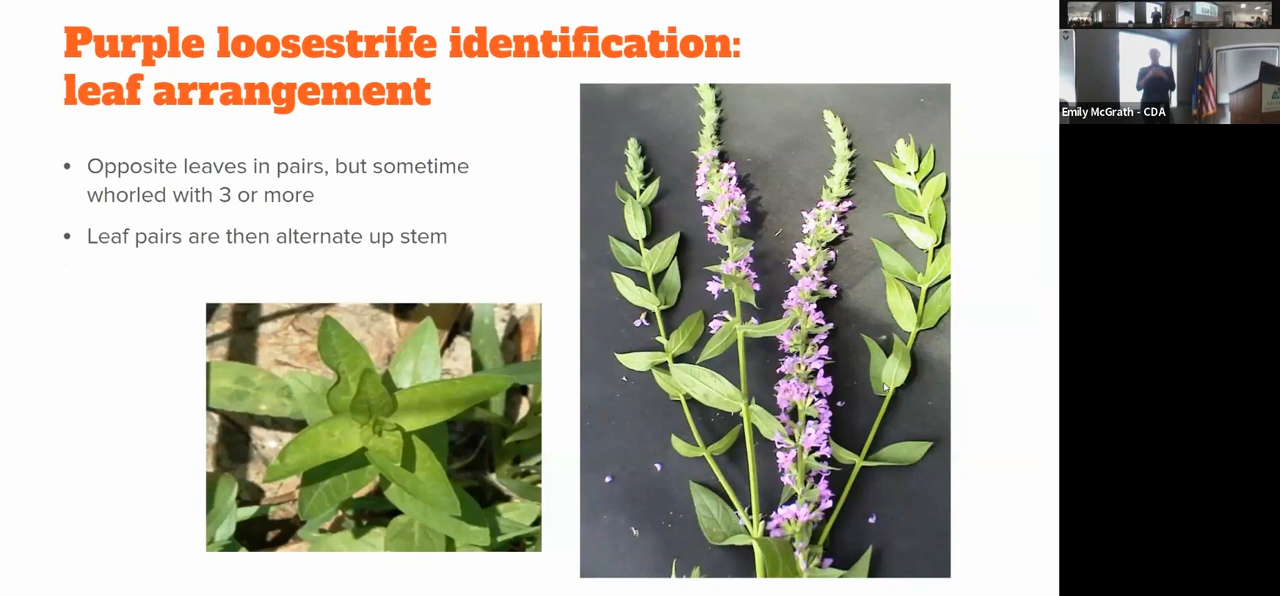 Purple loosestrife identification:
leaf arrangement
• Opposite leaves in pairs, but sometime
whorled with 3 or more
• Leaf pairs are then alternate up stem
Emily McGrath - CDA